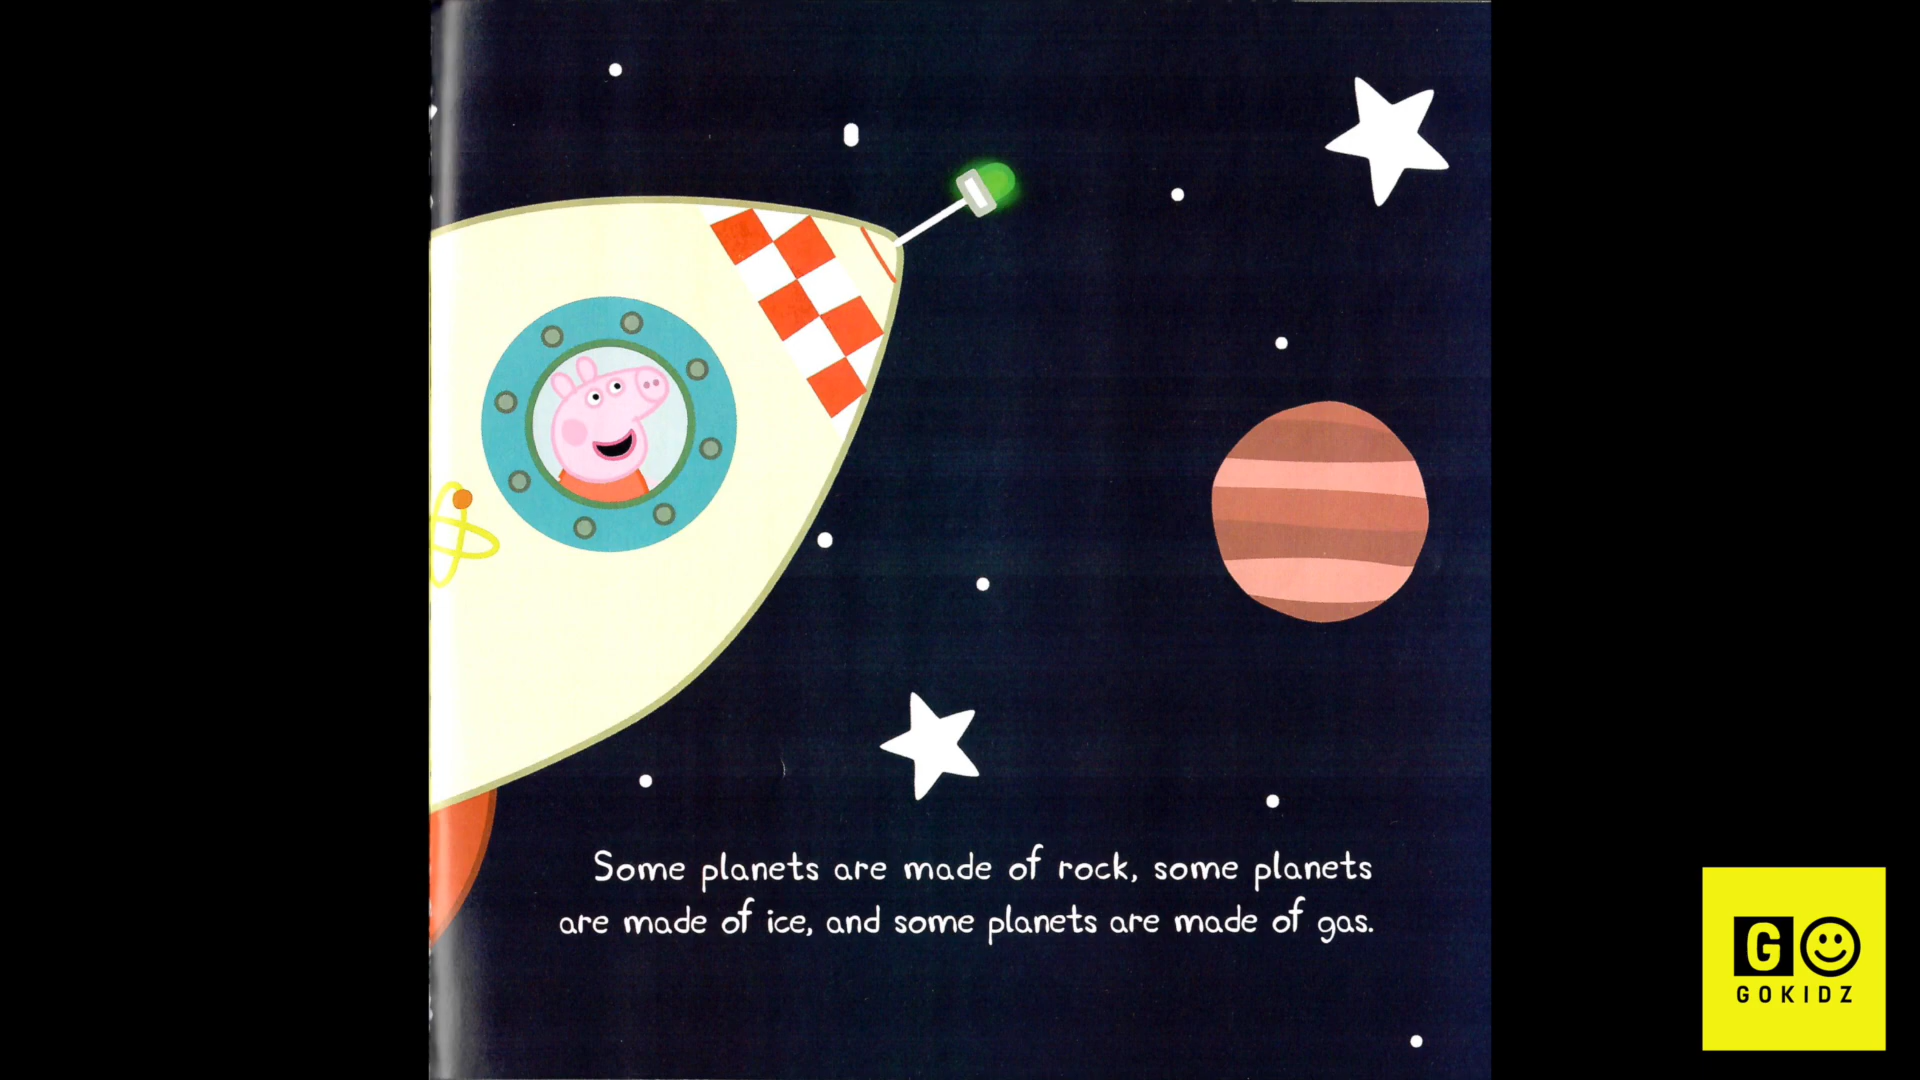 Some planets are made of rock, some planets
are made of ice, and some planets are made of gas.
G
GOKIDZ